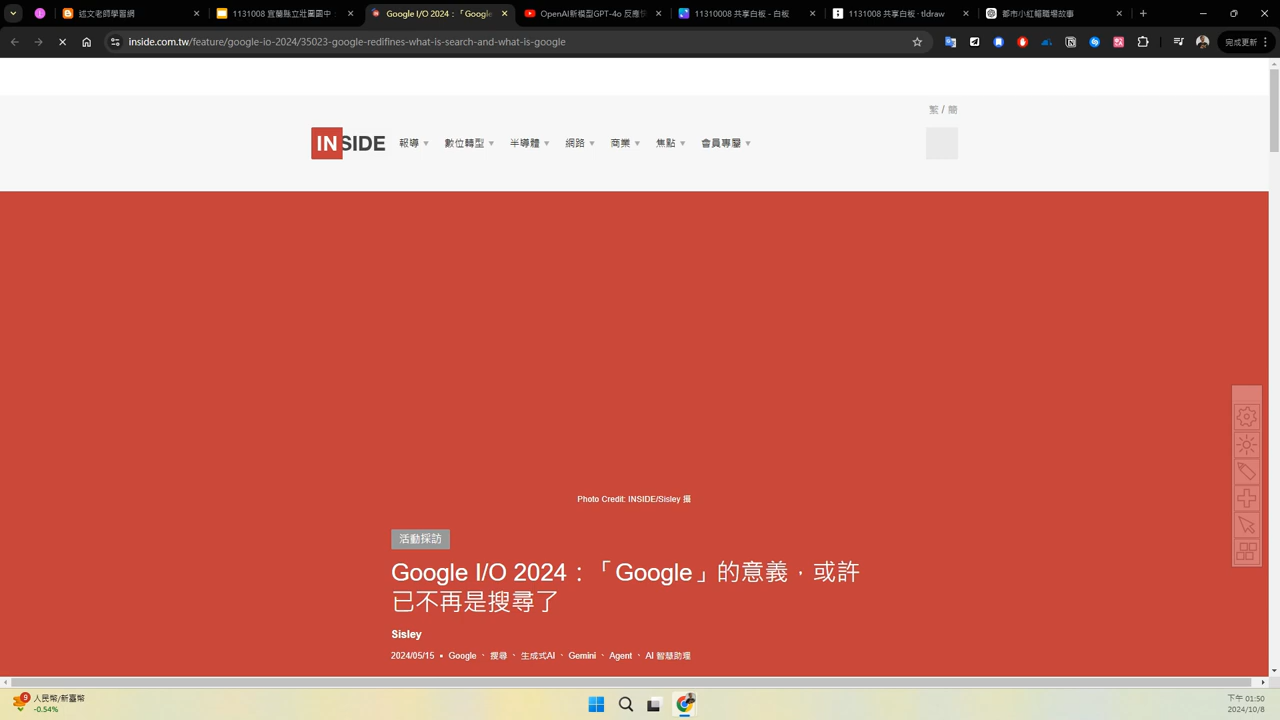 述文老師學習網
1131008 宜蘭縣立壯圍國中
Google I/O 2024：「Google
OpenAI新模型GPT-4o 反應快
11310008 共享白板 - 白板
1131008 共享白板 · tldraw
都市小紅帽職場故事
inside.com.tw/feature/google-io-2024/35023-google-redifines-what-is-search-and-what-is-google
完成更新
繁 / 簡
INSIDE
報導
數位轉型
半導體
網路
商業
焦點
會員專屬
Photo Credit: INSIDE/Sisley 攝
活動採訪
Google I/O 2024：「Google」的意義，或許
已不再是搜尋了
Sisley
2024/05/15 • Google 、 搜尋 、 生成式AI 、 Gemini 、 Agent 、 AI 智慧助理
9
人民幣/新臺幣
-0.54%
下午 01:50
2024/10/8